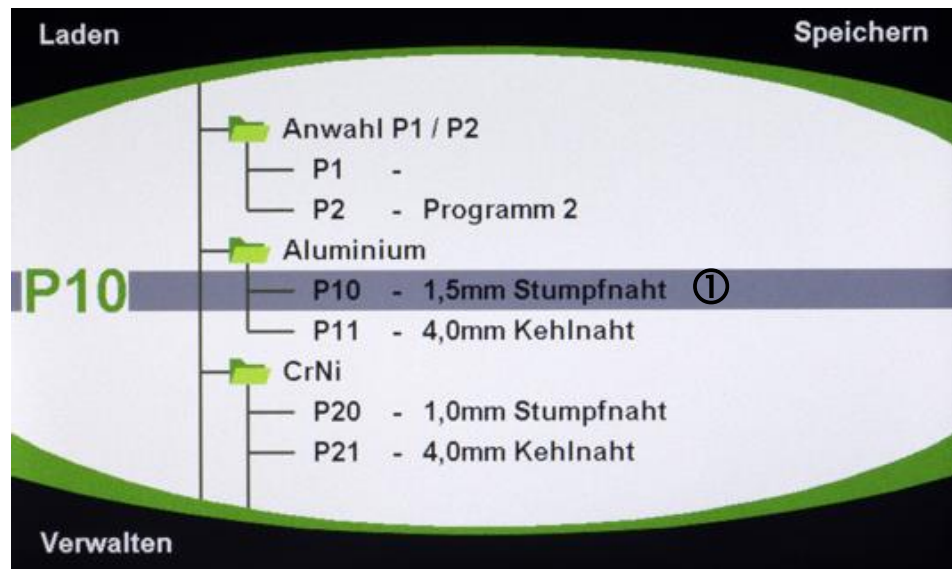 Laden
Speichern
Anwahl P1 / P2
P1 -
P2 - Programm 2
Aluminium
P10
P10 - 1,5mm Stumpfnaht ①
P11 - 4,0mm Kehlnaht
CrNi
P20 - 1,0mm Stumpfnaht
P21 - 4,0mm Kehlnaht
Verwalten